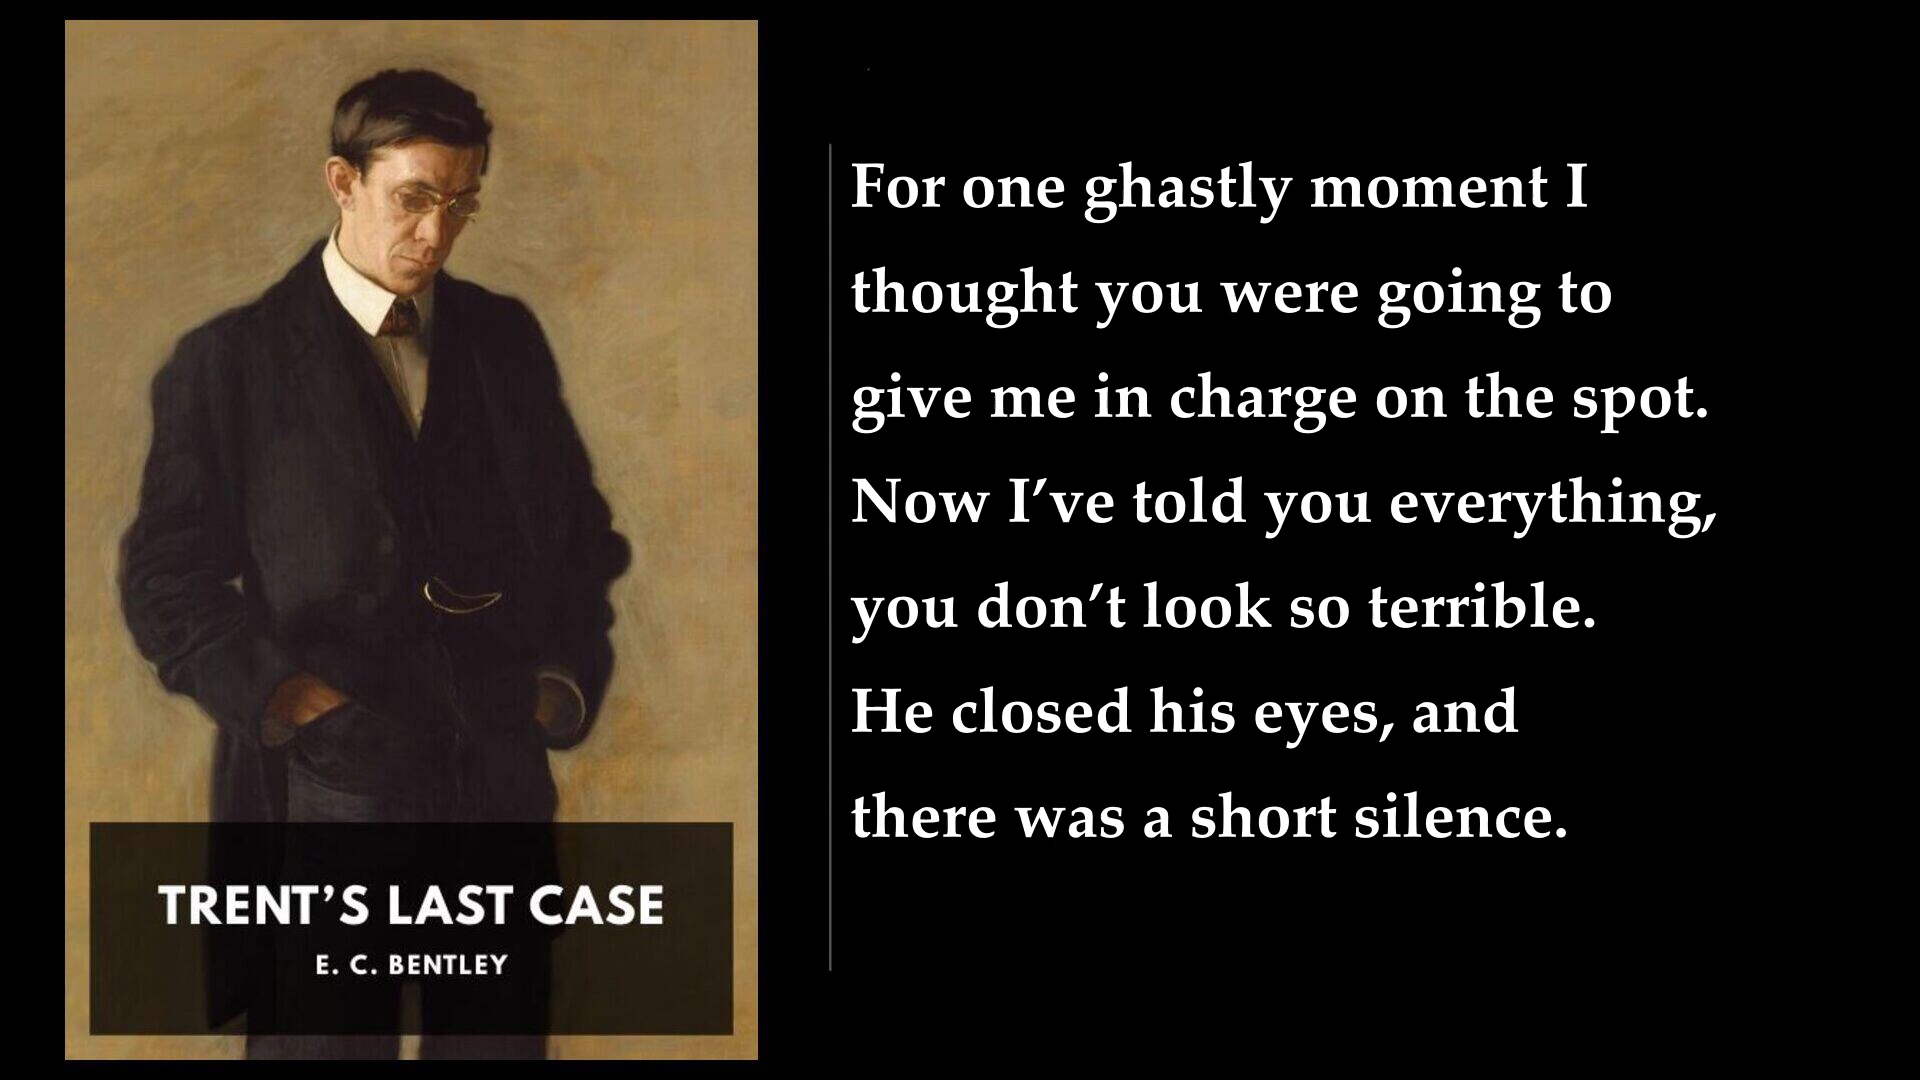 TRENT’S LAST CASE
E. C. BENTLEY
For one ghastly moment I
thought you were going to
give me in charge on the spot.
Now I’ve told you everything,
you don’t look so terrible.
He closed his eyes, and
there was a short silence.